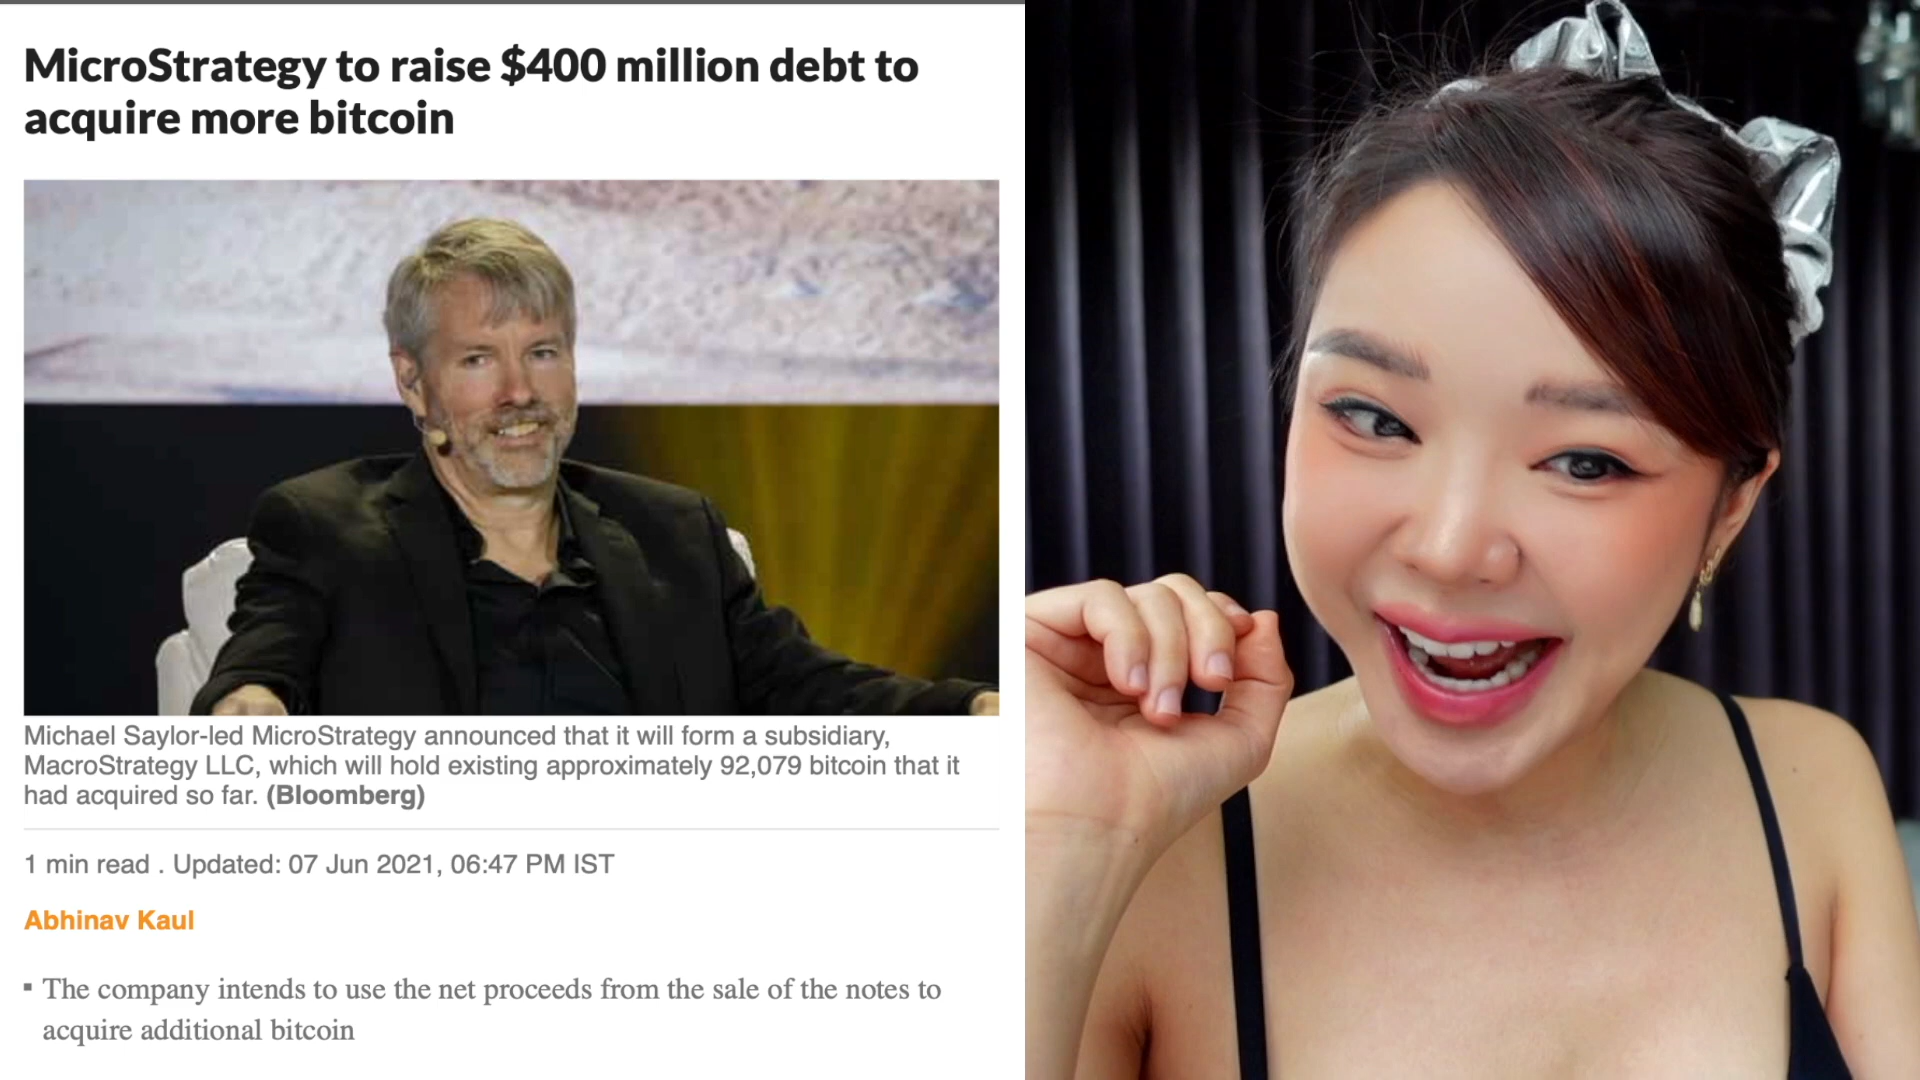 MicroStrategy to raise $400 million debt to
acquire more bitcoin
Michael Saylor-led MicroStrategy announced that it will form a subsidiary,
MacroStrategy LLC, which will hold existing approximately 92,079 bitcoin that it
had acquired so far. (Bloomberg)
1 min read . Updated: 07 Jun 2021, 06:47 PM IST
Abhinav Kaul
▪ The company intends to use the net proceeds from the sale of the notes to
acquire additional bitcoin